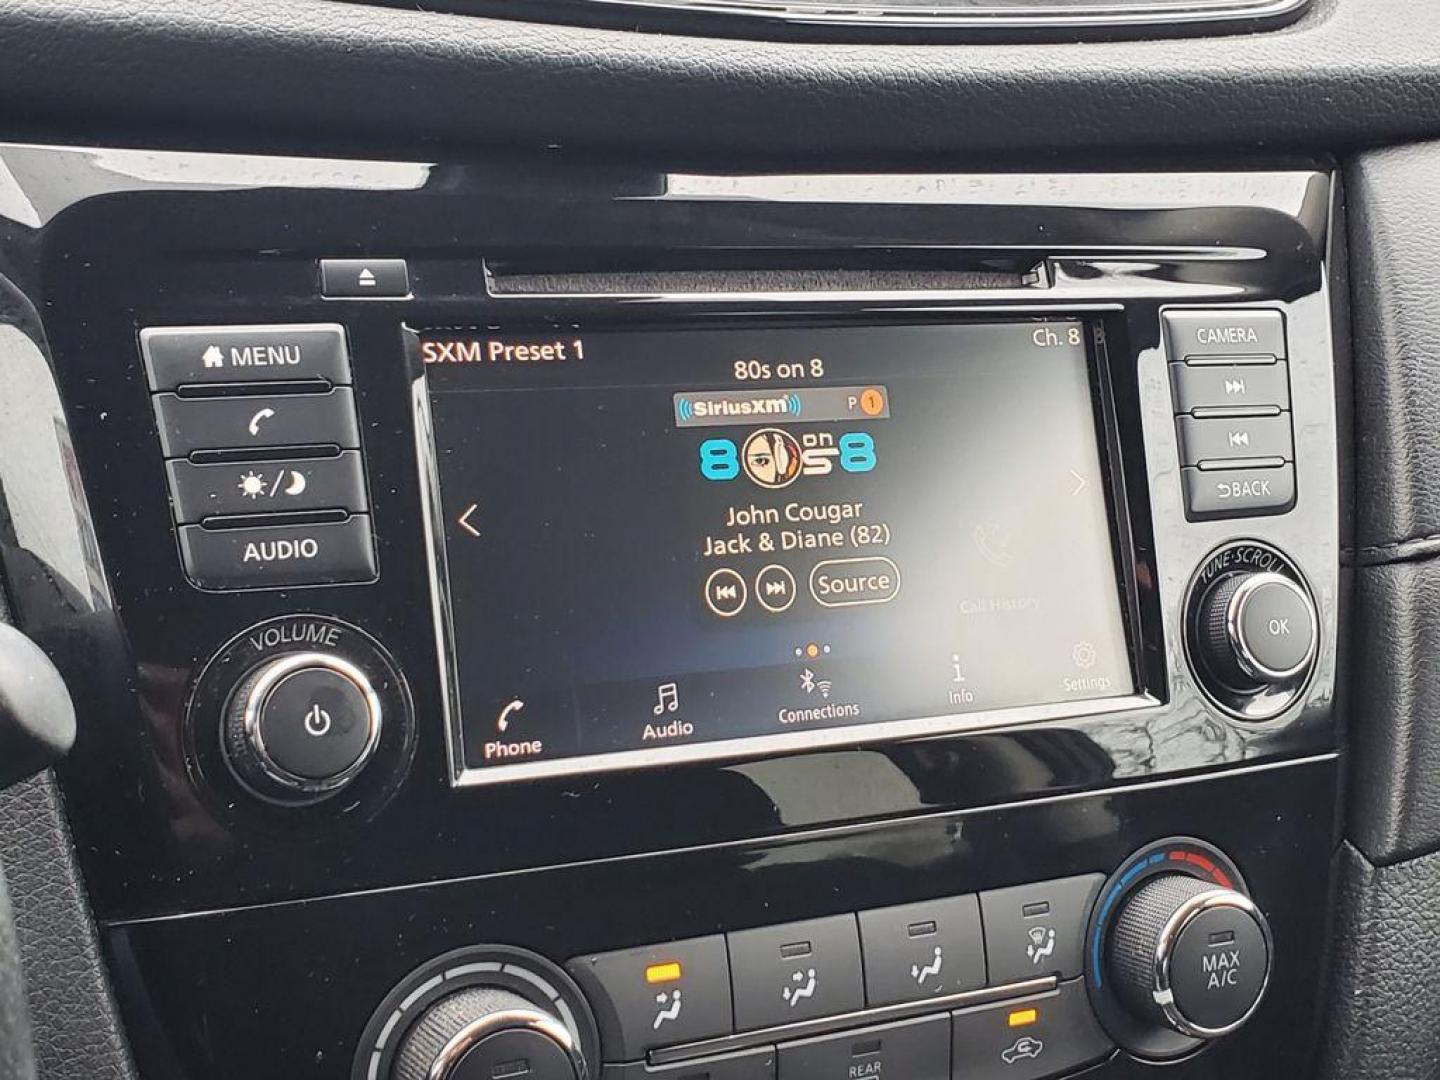 MENU
AUDIO
VOLUME
SXM Preset 1
Ch. 8
80s on 8
SiriusXM P 1
80s on 8
John Cougar
Jack & Diane (82)
Source
Call History
Phone
Audio
Connections
Info
Settings
CAMERA
BACK
TUNE·SCROLL
OK
MAX
A/C
REAR